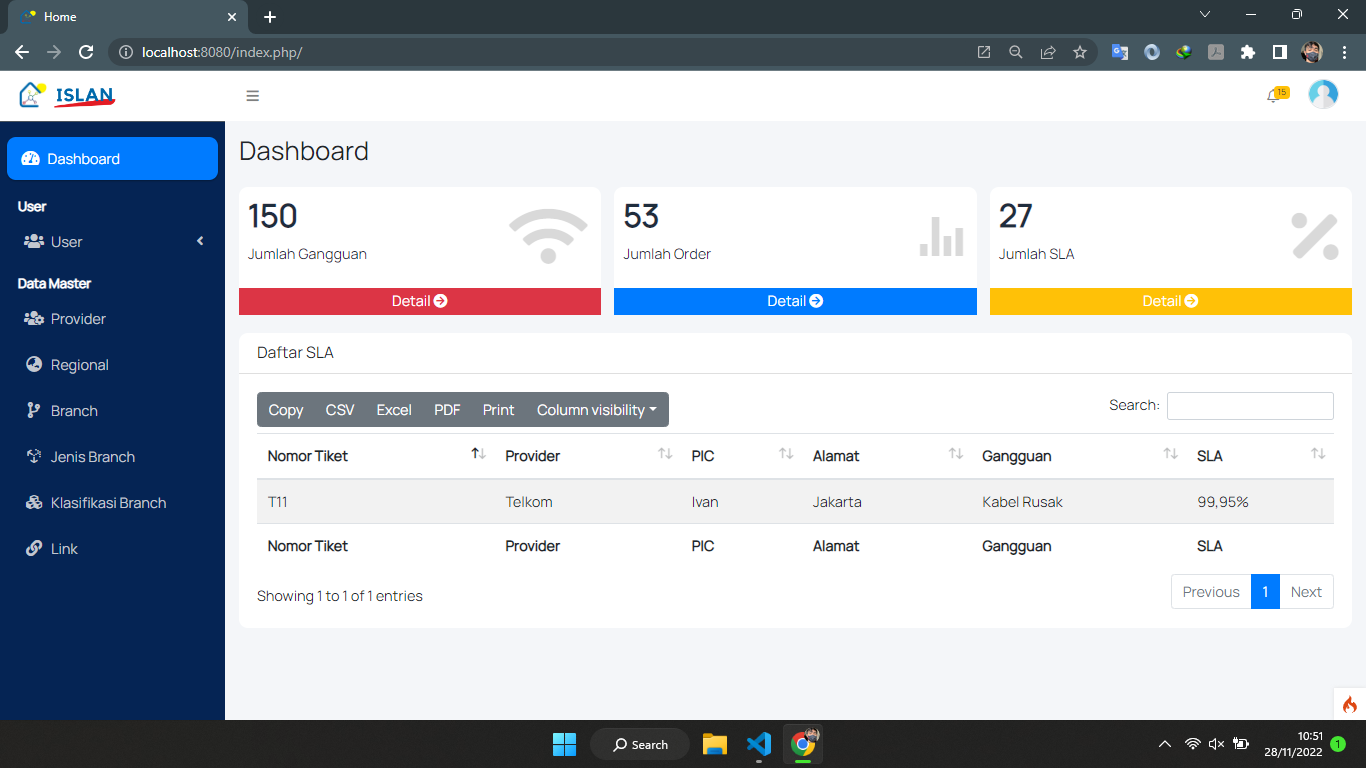 Home
localhost:8080/index.php/
ISLAN
15
Dashboard
User
User
Data Master
Provider
Regional
Branch
Jenis Branch
Klasifikasi Branch
Link
Dashboard
150
Jumlah Gangguan
Detail
53
Jumlah Order
Detail
27
Jumlah SLA
Detail
Daftar SLA
Copy CSV Excel PDF Print Column visibility
Search:
Nomor Tiket Provider PIC Alamat Gangguan SLA
T11 Telkom Ivan Jakarta Kabel Rusak 99,95%
Nomor Tiket Provider PIC Alamat Gangguan SLA
Showing 1 to 1 of 1 entries
Previous 1 Next
Search
10:51
28/11/2022
1